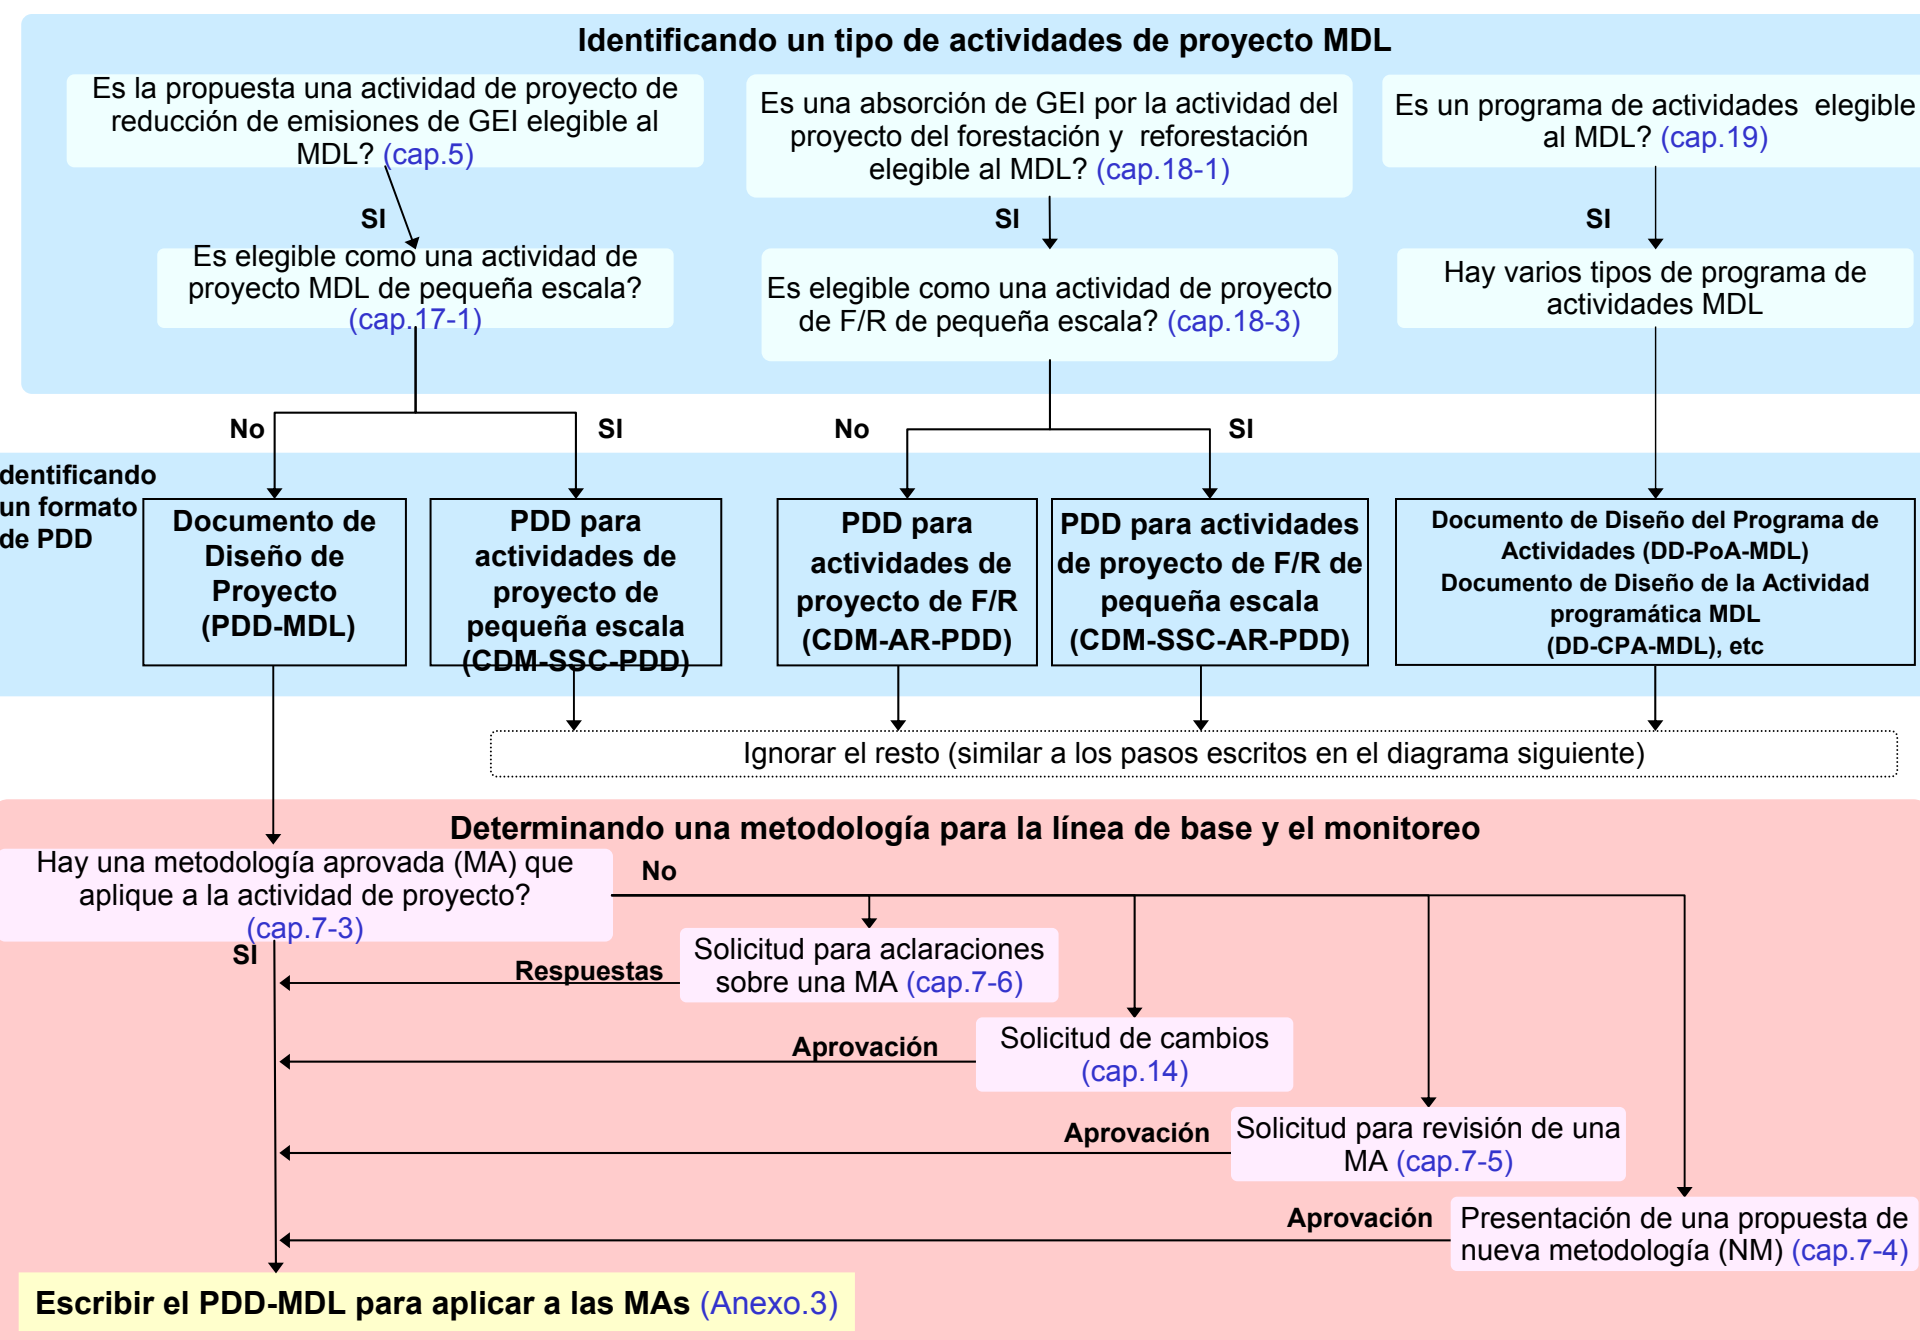 Identificando un tipo de actividades de proyecto MDL
Es la propuesta una actividad de proyecto de
reducción de emisiones de GEI elegible al
MDL? (cap.5)
Es una absorción de GEI por la actividad del
proyecto del forestación y reforestación
elegible al MDL? (cap.18-1)
Es un programa de actividades elegible
al MDL? (cap.19)
SI
SI
SI
Es elegible como una actividad de
proyecto MDL de pequeña escala?
(cap.17-1)
Es elegible como una actividad de proyecto
de F/R de pequeña escala? (cap.18-3)
Hay varios tipos de programa de
actividades MDL
No
SI
No
SI
dentificando
un formato
de PDD
Documento de
Diseño de
Proyecto
(PDD-MDL)
PDD para
actividades de
proyecto de
pequeña escala
(CDM-SSC-PDD)
PDD para
actividades de
proyecto de F/R
(CDM-AR-PDD)
PDD para actividades
de proyecto de F/R de
pequeña escala
(CDM-SSC-AR-PDD)
Documento de Diseño del Programa de
Actividades (DD-PoA-MDL)
Documento de Diseño de la Actividad
programática MDL
(DD-CPA-MDL), etc
Ignorar el resto (similar a los pasos escritos en el diagrama siguiente)
Determinando una metodología para la línea de base y el monitoreo
Hay una metodología aprovada (MA) que
aplique a la actividad de proyecto?
(cap.7-3)
No
SI
Solicitud para aclaraciones
sobre una MA (cap.7-6)
Respuestas
Solicitud de cambios
(cap.14)
Aprovación
Solicitud para revisión de una
MA (cap.7-5)
Aprovación
Presentación de una propuesta de
nueva metodología (NM) (cap.7-4)
Aprovación
Escribir el PDD-MDL para aplicar a las MAs (Anexo.3)